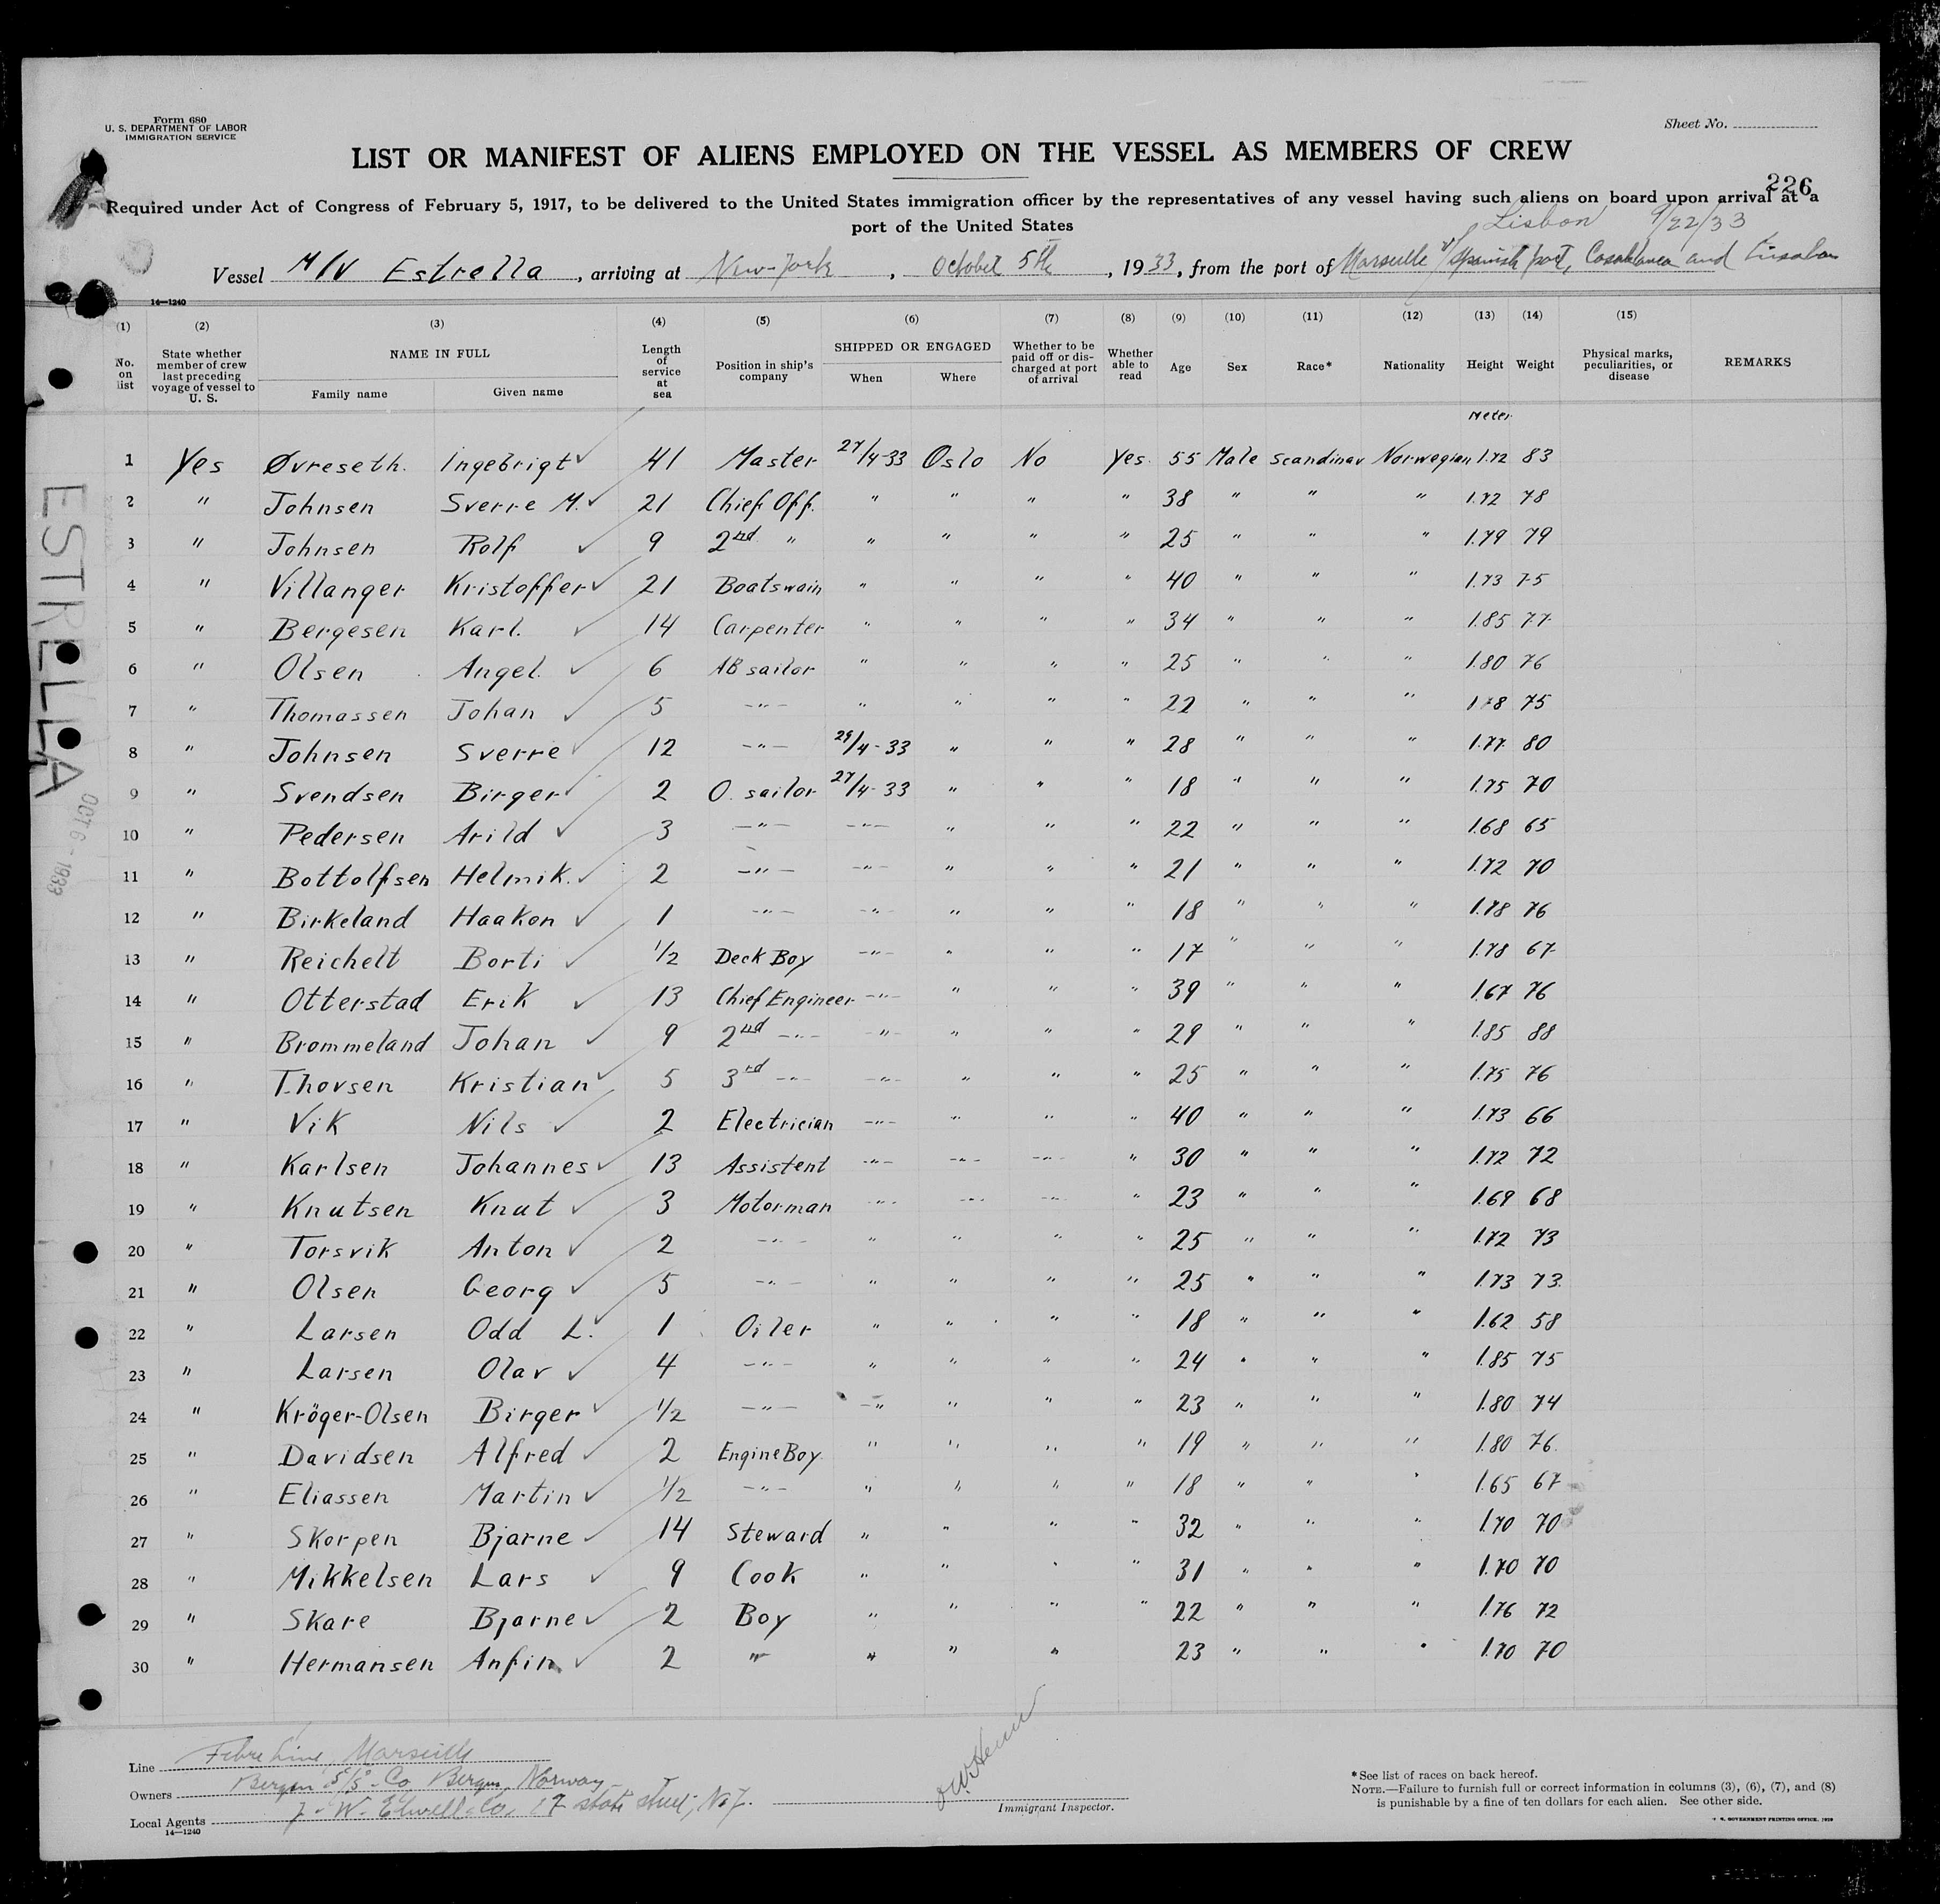 Form 680
U. S. DEPARTMENT OF LABOR
IMMIGRATION SERVICE
Sheet No.
LIST OR MANIFEST OF ALIENS EMPLOYED ON THE VESSEL AS MEMBERS OF CREW
226
Required under Act of Congress of February 5, 1917, to be delivered to the United States immigration officer by the representatives of any vessel having such aliens on board upon arrival at a
port of the United States
Lisbon 9/22/33
Vessel M/V Estrella, arriving at New-York, October 5th, 1933, from the port of Marseille Spanish port, Casablanca and
14—1240
(1) (2) (3) (4) (5) (6) (7) (8) (9) (10) (11) (12) (13) (14) (15)
No. on list State whether member of crew last preceding voyage of vessel to U. S. NAME IN FULL Family name Given name Length of service at sea Position in ship's company SHIPPED OR ENGAGED When Where Whether to be paid off or discharged at port of arrival Whether able to read Age Sex Race* Nationality Height Weight Physical marks, peculiarities, or disease REMARKS
Meter
1 Yes Øvreseth. Ingebrigt 41 Master 27/4-33 Oslo No Yes. 55 Male Scandinav Norwegian 1.72 83
2 " Johnsen Sverre M. 21 Chief Off. " " " " 38 " " " 1.72 78
3 " Johnsen Rolf 9 2nd " " " " " 25 " " " 1.79 79
4 " Villanger Kristoffer 21 Boatswain " " " " 40 " " " 1.73 75
5 " Bergesen Karl. 14 Carpenter " " " " 34 " " " 1.85 77
6 " Olsen Angel. 6 AB sailor " " " " 25 " " " 1.80 76
7 " Thomassen Johan 5 -"- " " " " 22 " " " 1.78 75
8 " Johnsen Sverre 12 -"- 29/4-33 " " " 28 " " " 1.77 80
9 " Svendsen Birger 2 O. sailor 27/4-33 " " " 18 " " " 1.75 70
10 " Pedersen Arild 3 -"- -"- " " " 22 " " " 1.68 65
11 " Bottolfsen Helmik. 2 -"- -"- " " " 21 " " " 1.72 70
12 " Birkeland Haakon 1 -"- -"- " " " 18 " " " 1.78 76
13 " Reichelt Borti 1/2 Deck Boy -"- " " " 17 " " " 1.78 67
14 " Otterstad Erik 13 Chief Engineer -"- " " " 39 " " " 1.67 76
15 " Brommeland Johan 9 2nd -"- -"- " " " 29 " " " 1.85 88
16 " Thovsen Kristian 5 3rd -"- -"- " " " 25 " " " 1.75 76
17 " Vik Nils 2 Electrician -"- " " " 40 " " " 1.73 66
18 " Karlsen Johannes 13 Assistent -"- -"- -"- " 30 " " " 1.72 72
19 " Knutsen Knut 3 Motorman -"- -"- -"- " 23 " " " 1.69 68
20 " Torsvik Anton 2 -"- " " " " 25 " " " 1.72 73
21 " Olsen Georg 5 -"- " " " " 25 " " " 1.73 73.
22 " Larsen Odd L. 1 Oiler " " " " 18 " " " 1.62 58
23 " Larsen Olav 4 -"- " " " " 24 " " " 1.85 75
24 " Kröger-Olsen Birger 1/2 -"- -" " " " 23 " " " 1.80 74
25 " Davidsen Alfred 2 Engine Boy. " " " " 19 " " " 1.80 76.
26 " Eliassen Martin 1/2 -"- " " " " 18 " " " 1.65 67
27 " Skorpen Bjarne 14 Steward " " " " 32 " " " 1.70 70
28 " Mikkelsen Lars 9 Cook " " " " 31 " " " 1.70 70
29 " Skare Bjarne 2 Boy " " " " 22 " " " 1.76 72
30 " Hermansen Anfin 2 " " " " 23 " " " 1.70 70
ESTRELLA
OCT 6 - 1933
Line Fabre Line, Marseille
Owners Bergen S/S-Co, Bergen, Norway
Local Agents J. W. Elwell Co, 17 State Street, N.Y.
14—1240
Immigrant Inspector.
*See list of races on back hereof.
NOTE.—Failure to furnish full or correct information in columns (3), (6), (7), and (8)
is punishable by a fine of ten dollars for each alien. See other side.
U. S. GOVERNMENT PRINTING OFFICE